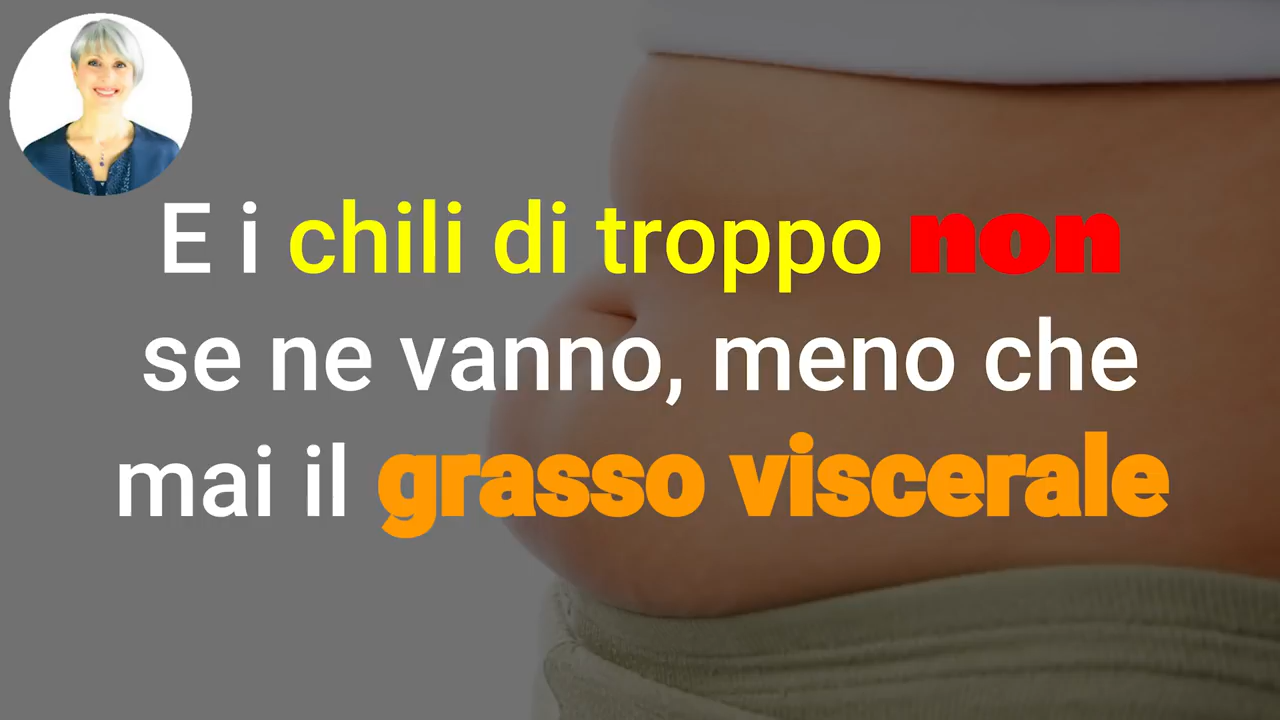 E i chili di troppo non
se ne vanno, meno che
mai il grasso viscerale